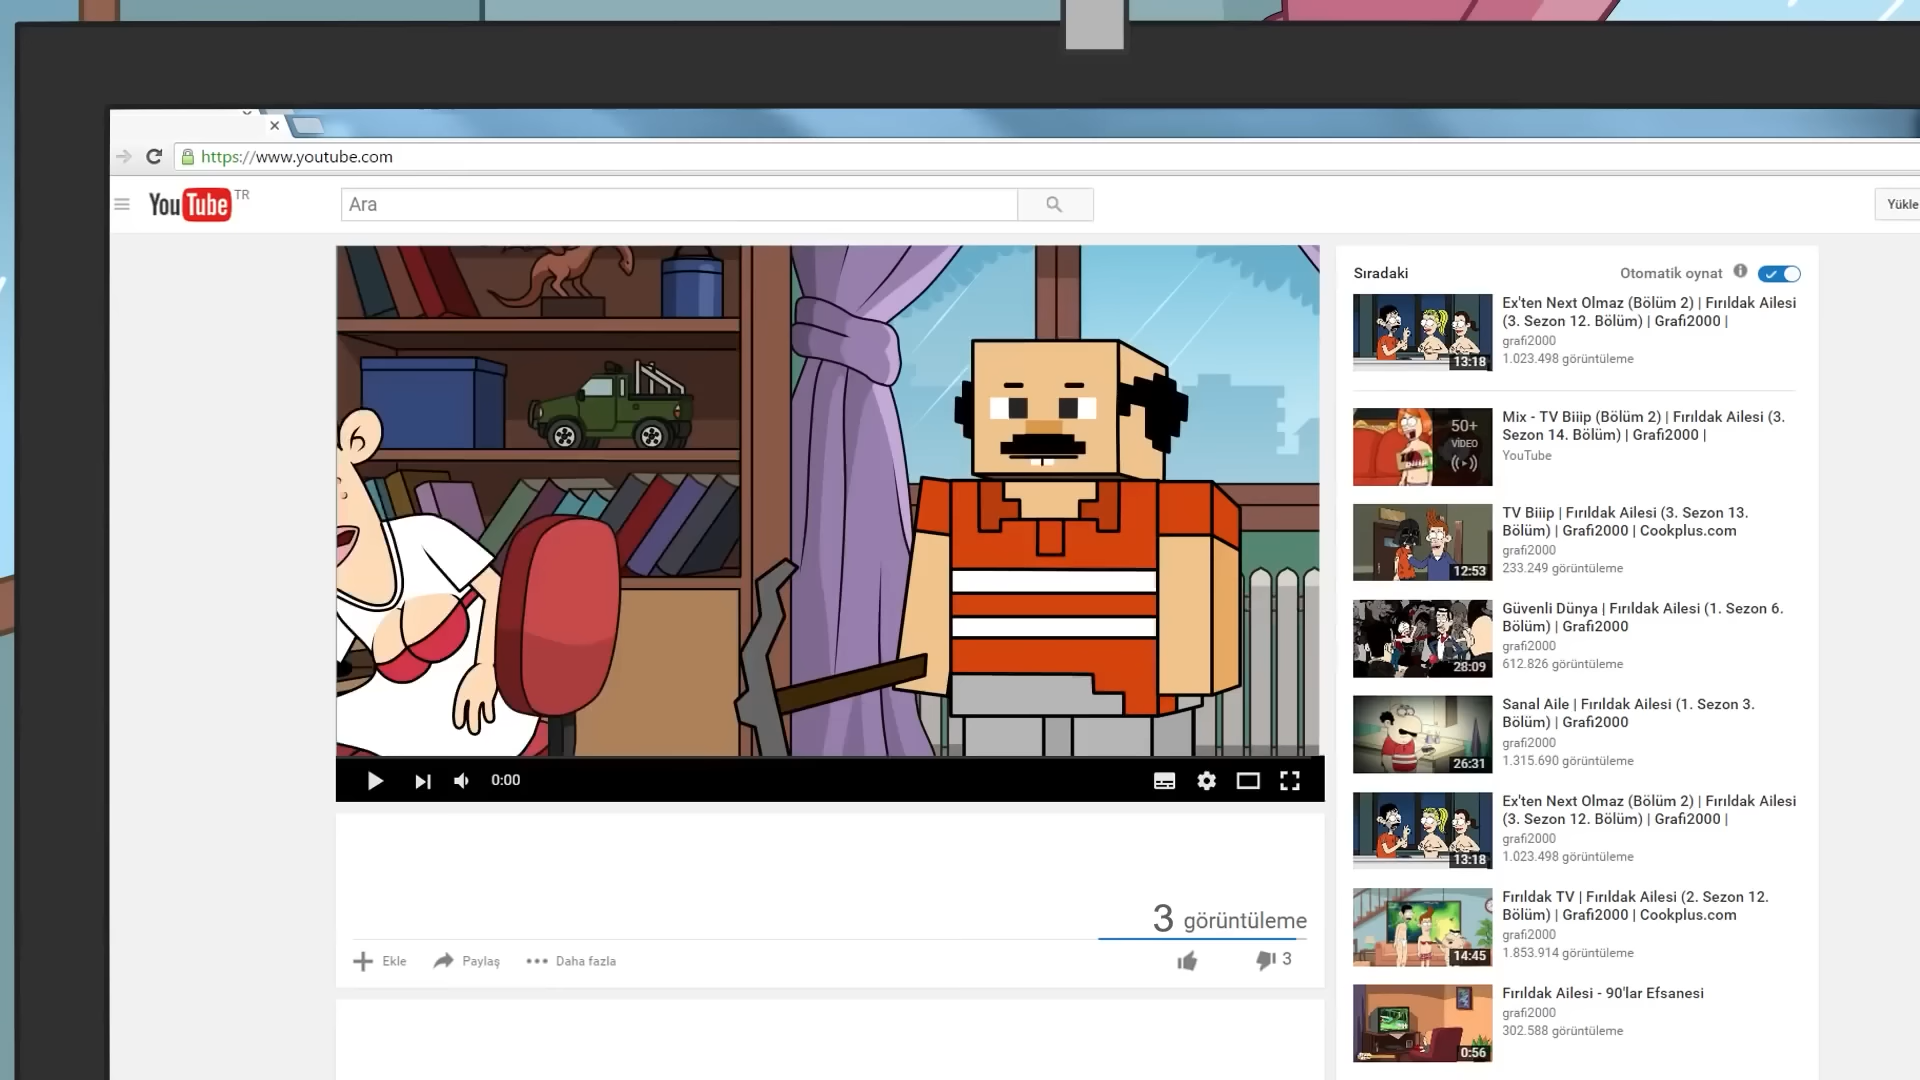 https://www.youtube.com
YouTube TR
Ara
Yükle
Sıradaki
Otomatik oynat
Ex'ten Next Olmaz (Bölüm 2) | Fırıldak Ailesi
(3. Sezon 12. Bölüm) | Grafi2000 |
grafi2000
1.023.498 görüntüleme
13:18
Mix - TV Biiip (Bölüm 2) | Fırıldak Ailesi (3.
Sezon 14. Bölüm) | Grafi2000 |
YouTube
50+
VİDEO
TV Biiip | Fırıldak Ailesi (3. Sezon 13.
Bölüm) | Grafi2000 | Cookplus.com
grafi2000
233.249 görüntüleme
12:53
Güvenli Dünya | Fırıldak Ailesi (1. Sezon 6.
Bölüm) | Grafi2000
grafi2000
612.826 görüntüleme
28:09
Sanal Aile | Fırıldak Ailesi (1. Sezon 3.
Bölüm) | Grafi2000
grafi2000
1.315.690 görüntüleme
26:31
Ex'ten Next Olmaz (Bölüm 2) | Fırıldak Ailesi
(3. Sezon 12. Bölüm) | Grafi2000 |
grafi2000
1.023.498 görüntüleme
13:18
Fırıldak TV | Fırıldak Ailesi (2. Sezon 12.
Bölüm) | Grafi2000 | Cookplus.com
grafi2000
1.853.914 görüntüleme
14:45
Fırıldak Ailesi - 90'lar Efsanesi
grafi2000
302.588 görüntüleme
0:56
0:00
3 görüntüleme
Ekle
Paylaş
Daha fazla
3